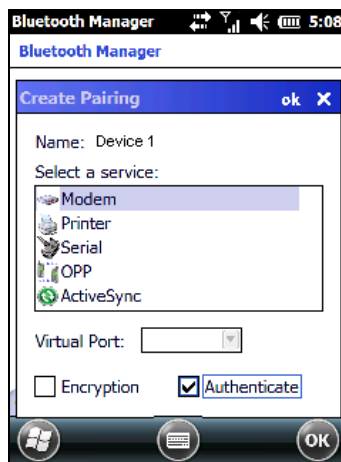 Bluetooth Manager 5:08
Bluetooth Manager
Create Pairing ok
Name: Device 1
Select a service:
Modem
Printer
Serial
OPP
ActiveSync
Virtual Port:
Encryption Authenticate
OK